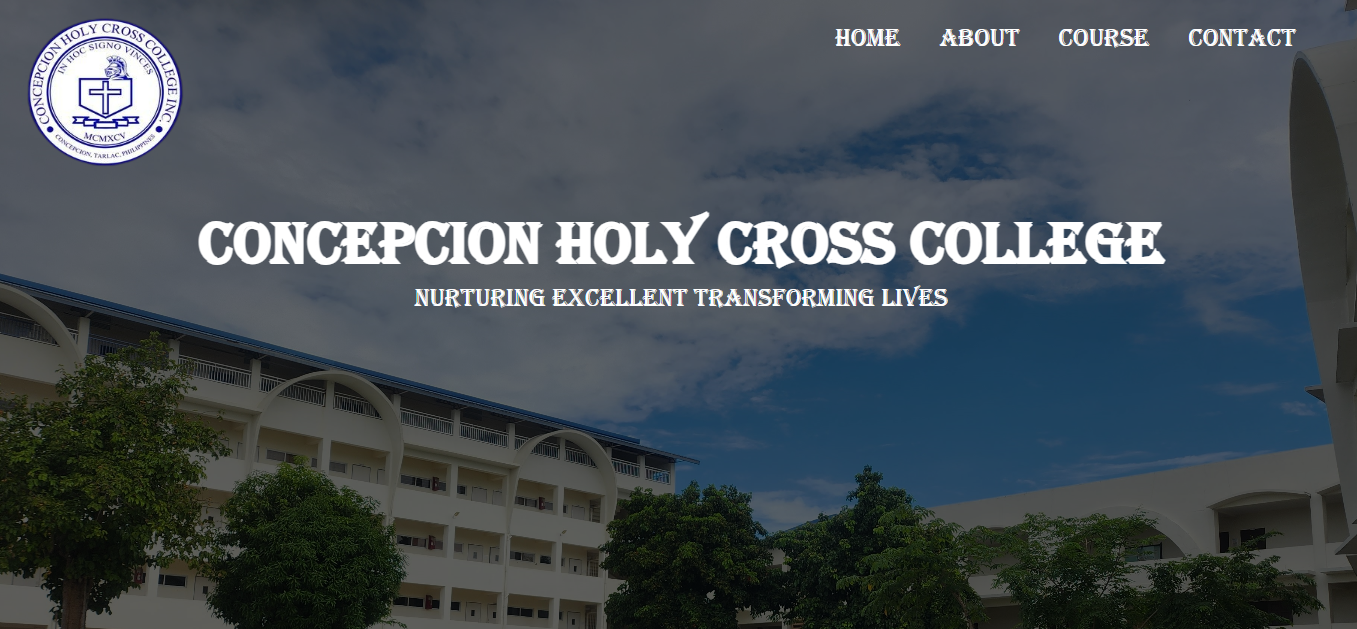 CONCEPCION HOLY CROSS COLLEGE INC.
IN HOC SIGNO VINCES
MCMXCV
CONCEPCION, TARLAC, PHILIPPINES
HOME ABOUT COURSE CONTACT
CONCEPCION HOLY CROSS COLLEGE
NURTURING EXCELLENT TRANSFORMING LIVES